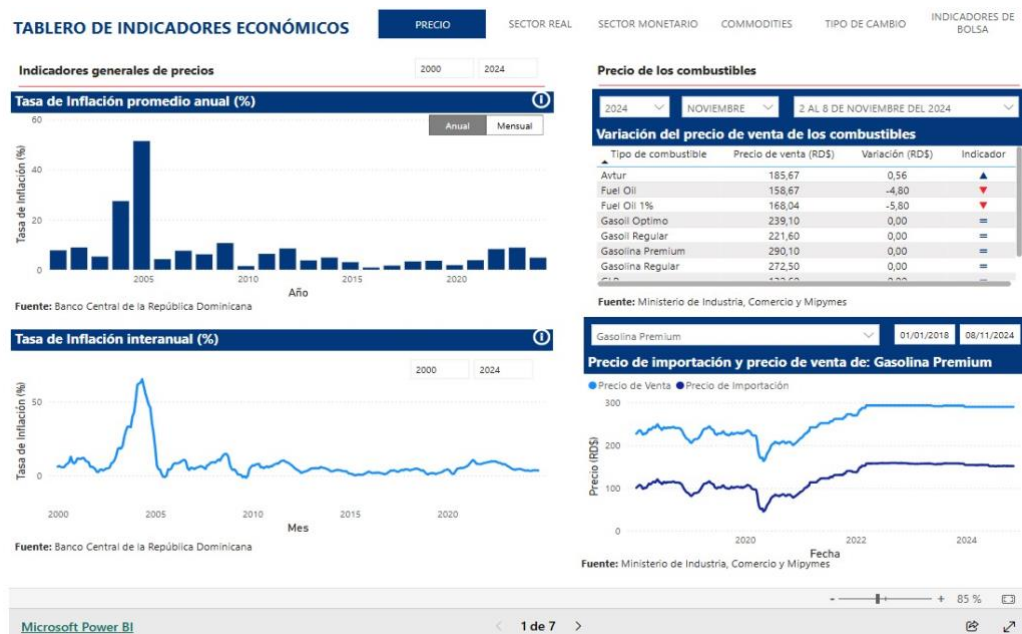 TABLERO DE INDICADORES ECONÓMICOS
PRECIO
SECTOR REAL
SECTOR MONETARIO
COMMODITIES
TIPO DE CAMBIO
INDICADORES DE BOLSA
Indicadores generales de precios
2000
2024
Tasa de Inflación promedio anual (%)
Anual
Mensual
Tasa de Inflación (%)
60
40
20
0
2005
2010
2015
2020
Año
Fuente: Banco Central de la República Dominicana
Tasa de Inflación interanual (%)
2000
2024
Tasa de Inflación (%)
50
0
2000
2005
2010
2015
2020
Mes
Fuente: Banco Central de la República Dominicana
Precio de los combustibles
2024
NOVIEMBRE
2 AL 8 DE NOVIEMBRE DEL 2024
Variación del precio de venta de los combustibles
Tipo de combustible Precio de venta (RD$) Variación (RD$) Indicador
Avtur 185,67 0,56
Fuel Oil 158,67 -4,80
Fuel Oil 1% 168,04 -5,80
Gasoil Optimo 239,10 0,00 =
Gasoil Regular 221,60 0,00 =
Gasolina Premium 290,10 0,00 =
Gasolina Regular 272,50 0,00 =
Fuente: Ministerio de Industria, Comercio y Mipymes
Gasolina Premium
01/01/2018
08/11/2024
Precio de importación y precio de venta de: Gasolina Premium
Precio de Venta
Precio de Importación
Precio (RD$)
300
200
100
0
2020
2022
2024
Fecha
Fuente: Ministerio de Industria, Comercio y Mipymes
- + 85 %
Microsoft Power BI
1 de 7